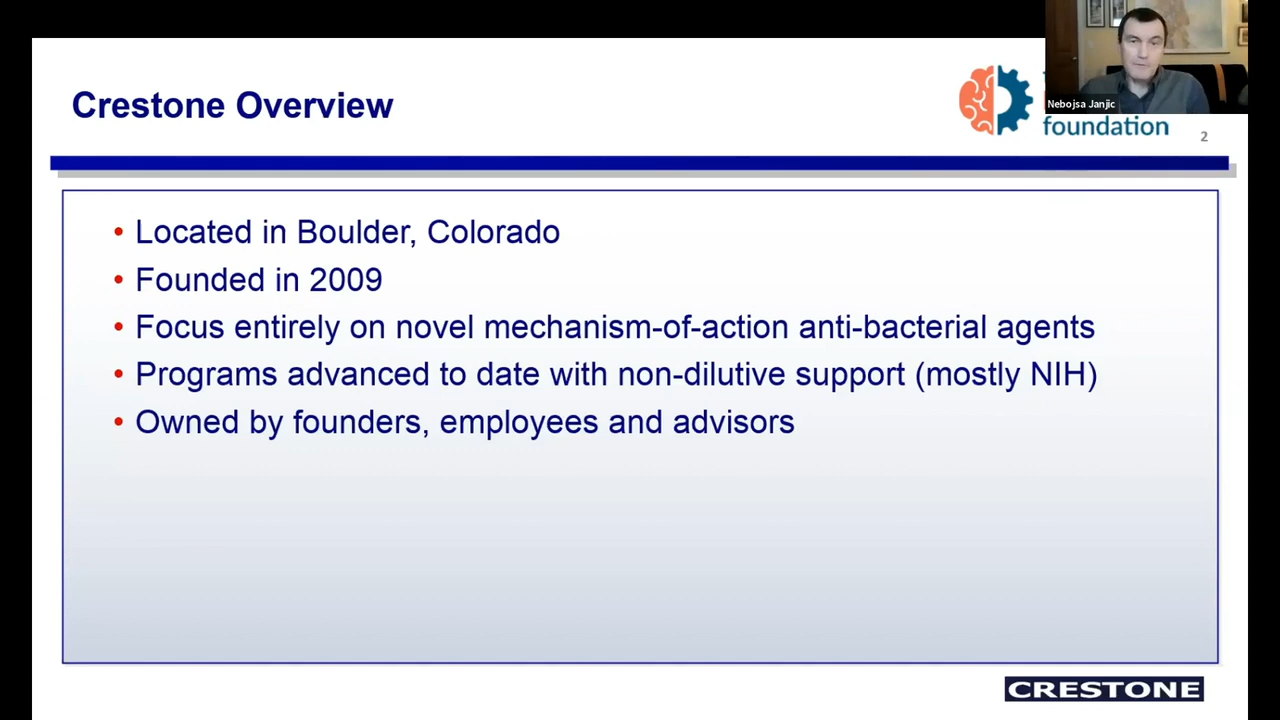 Crestone Overview
Nebojsa Janjic
foundation
2
• Located in Boulder, Colorado
• Founded in 2009
• Focus entirely on novel mechanism-of-action anti-bacterial agents
• Programs advanced to date with non-dilutive support (mostly NIH)
• Owned by founders, employees and advisors
CRESTONE